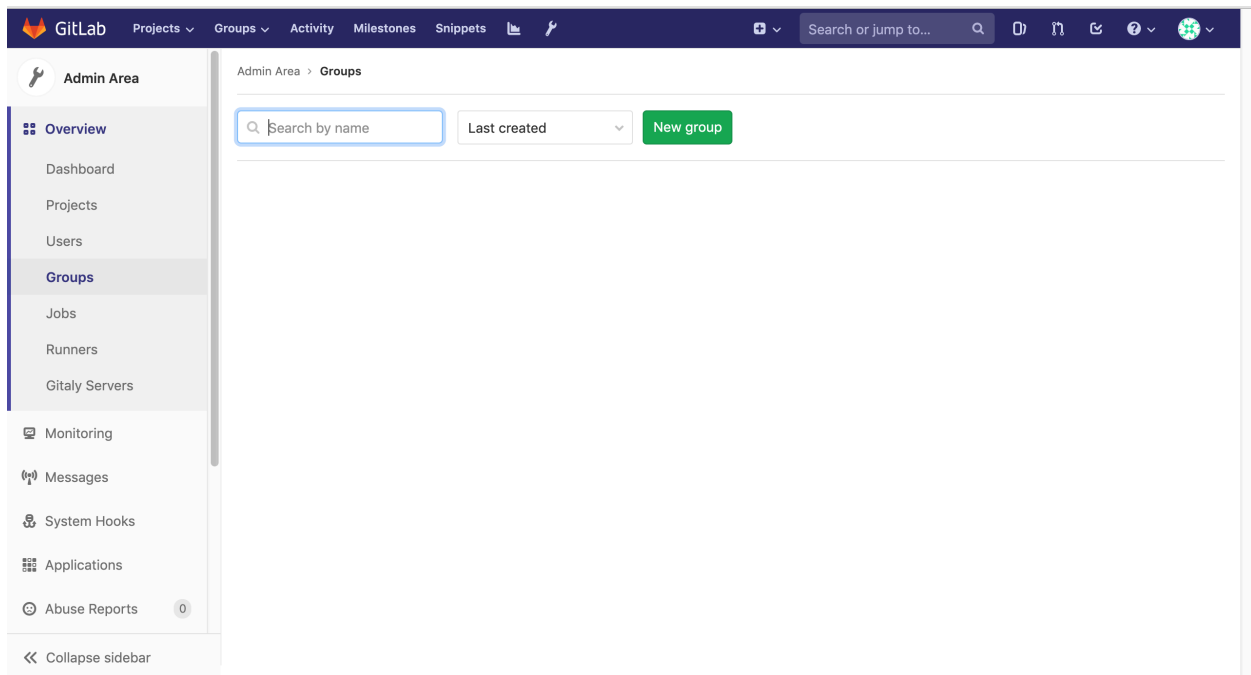 GitLab Projects Groups Activity Milestones Snippets Search or jump to...
Admin Area
Overview
Dashboard
Projects
Users
Groups
Jobs
Runners
Gitaly Servers
Monitoring
Messages
System Hooks
Applications
Abuse Reports 0
Collapse sidebar
Admin Area > Groups
Search by name Last created New group